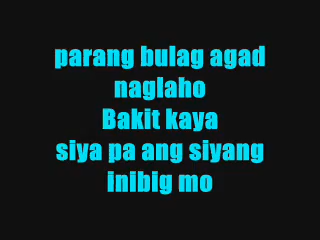 parang bulag agad
naglaho
Bakit kaya
siya pa ang siyang
inibig mo